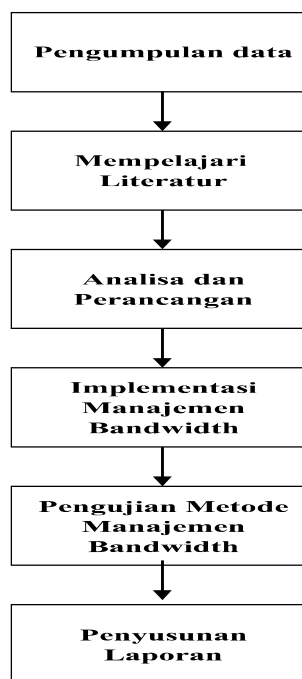 Pengumpulan data
Mempelajari
Literatur
Analisa dan
Perancangan
Implementasi
Manajemen
Bandwidth
Pengujian Metode
Manajemen
Bandwidth
Penyusunan
Laporan